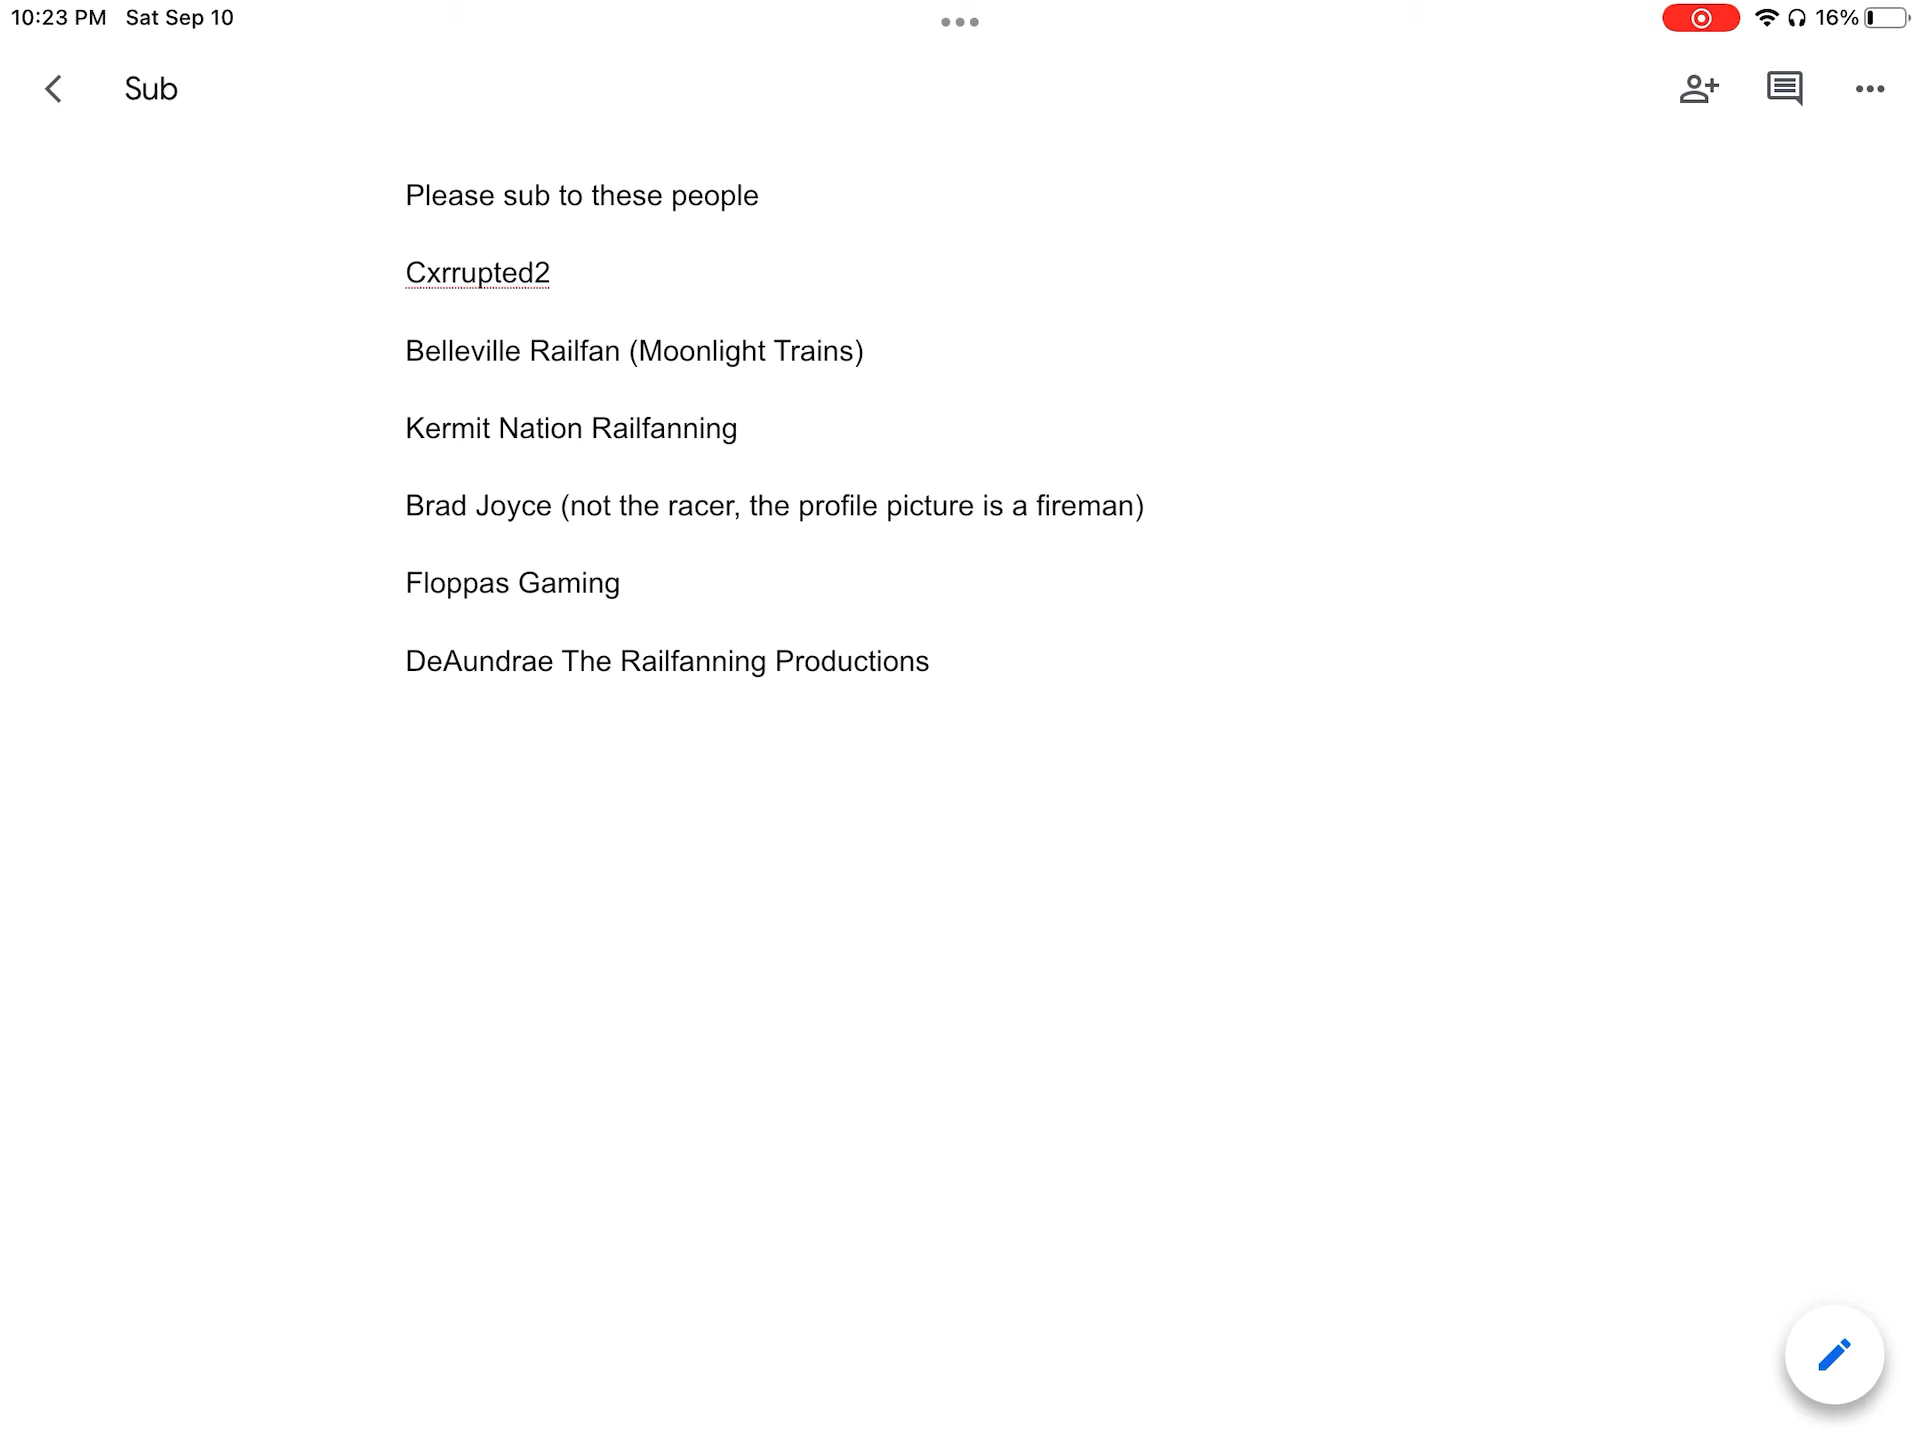 10:23 PM Sat Sep 10 16%
Sub
Please sub to these people
Cxrrupted2
Belleville Railfan (Moonlight Trains)
Kermit Nation Railfanning
Brad Joyce (not the racer, the profile picture is a fireman)
Floppas Gaming
DeAundrae The Railfanning Productions